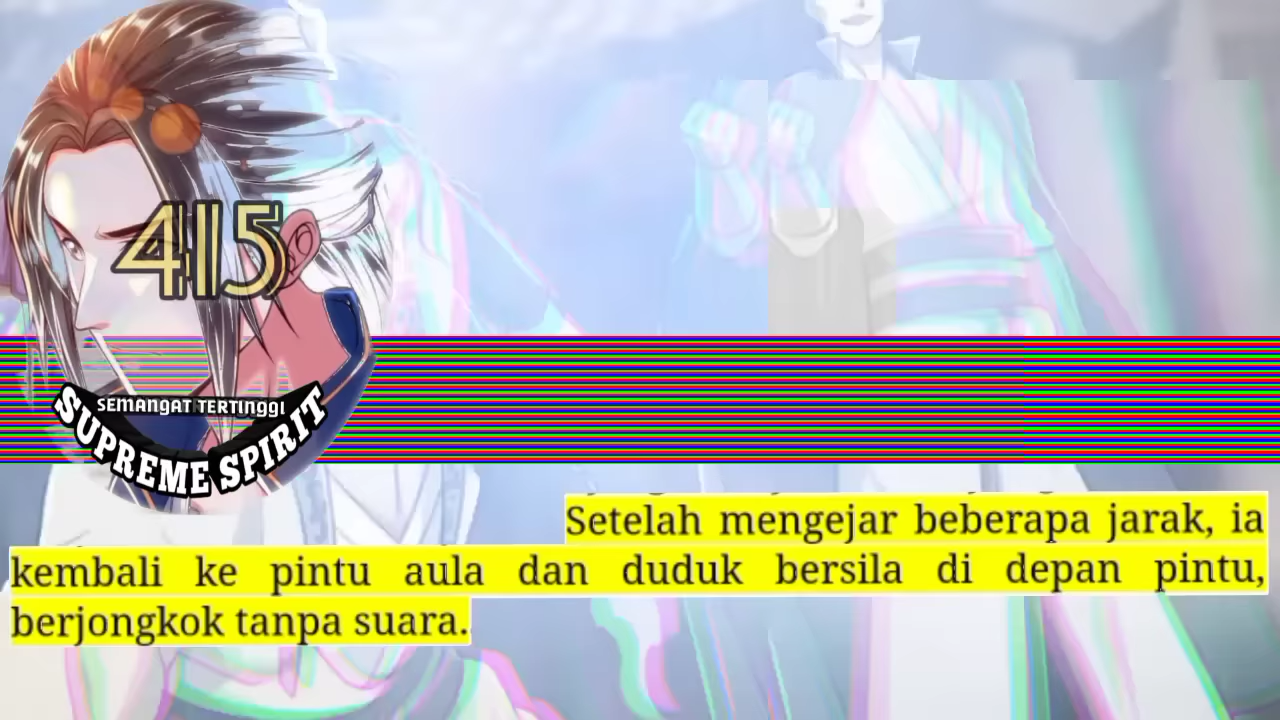 415
SEMANGAT TERTINGGI
SUPREME SPIRIT
Setelah mengejar beberapa jarak, ia
kembali ke pintu aula dan duduk bersila di depan pintu,
berjongkok tanpa suara.